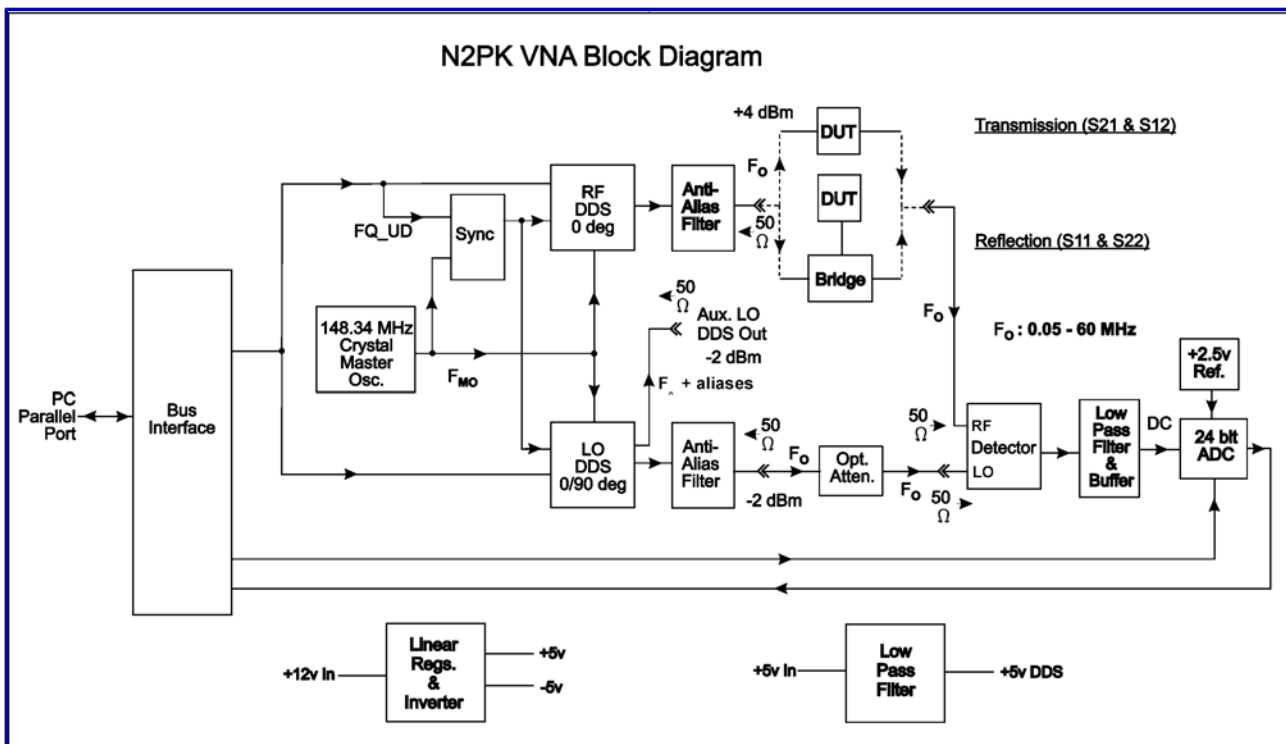 N2PK VNA Block Diagram
+4 dBm
DUT
Transmission (S21 & S12)
FO
RF
DDS
0 deg
Anti-
Alias
Filter
DUT
50
Ω
FQ_UD
Sync
Reflection (S11 & S22)
Bridge
50
Ω
Aux. LO
DDS Out
-2 dBm
148.34 MHz
Crystal
Master
Osc.
FMO
F + aliases
FO
FO : 0.05 - 60 MHz
+2.5v
Ref.
PC
Parallel
Port
Bus
Interface
LO
DDS
0/90 deg
Anti-
Alias
Filter
50
Ω
FO
-2 dBm
Opt.
Atten.
FO
50
Ω
50
Ω
RF
Detector
LO
Low
Pass
Filter
&
Buffer
DC
24 bit
ADC
+12v In
Linear
Regs.
&
Inverter
+5v
-5v
+5v In
Low
Pass
Filter
+5v DDS